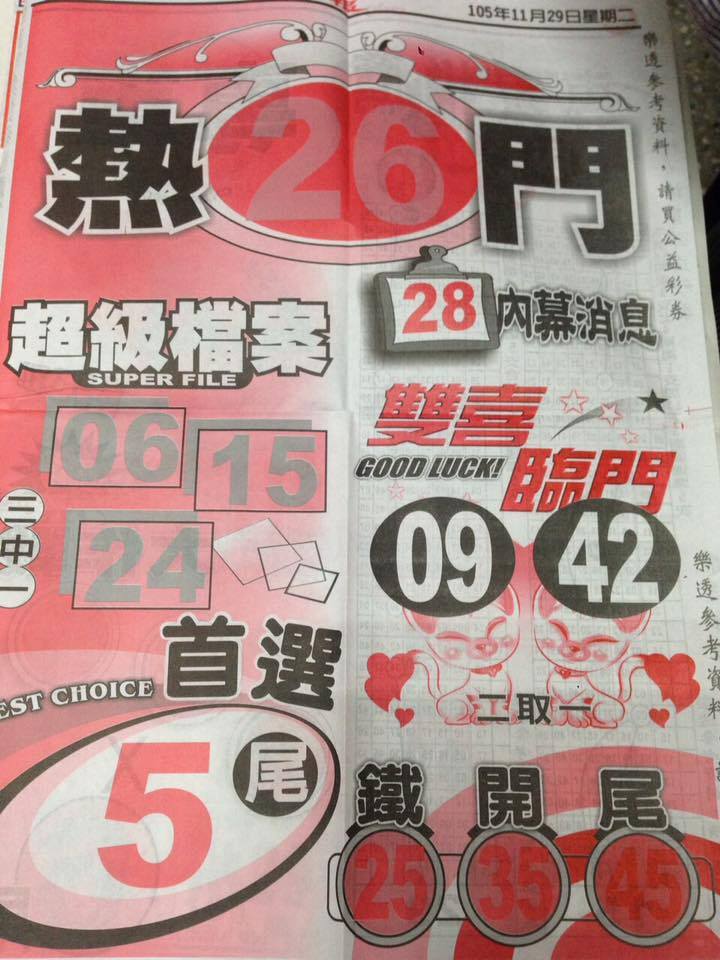 報
105年11月29日星期二
熱 26 門
樂透參考資料，請買公益彩券
28 內幕消息
超級檔案
SUPER FILE
06
15
24
三中一
雙喜
GOOD LUCK!
臨門
09 42
二取一
樂透參考資料
首選
EST CHOICE
5 尾
鐵開尾
25 35 45